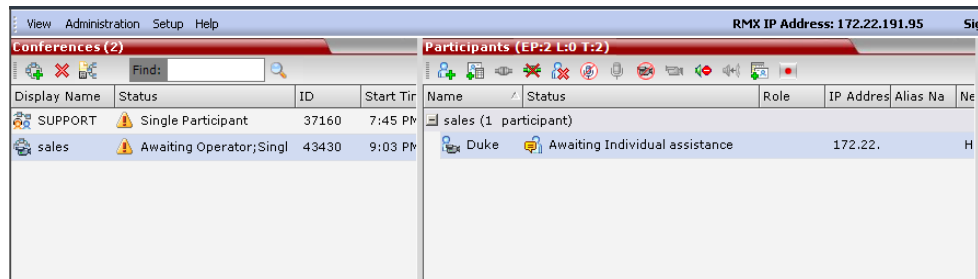 View Administration Setup Help RMX IP Address: 172.22.191.95 Sig
Conferences (2) Participants (EP:2 L:0 T:2)
Find:
Display Name Status ID Start Tir Name Status Role IP Addres Alias Na Ne
SUPPORT Single Participant 37160 7:45 PM sales (1 participant)
sales Awaiting Operator;Singl 43430 9:03 PM Duke Awaiting Individual assistance 172.22. H